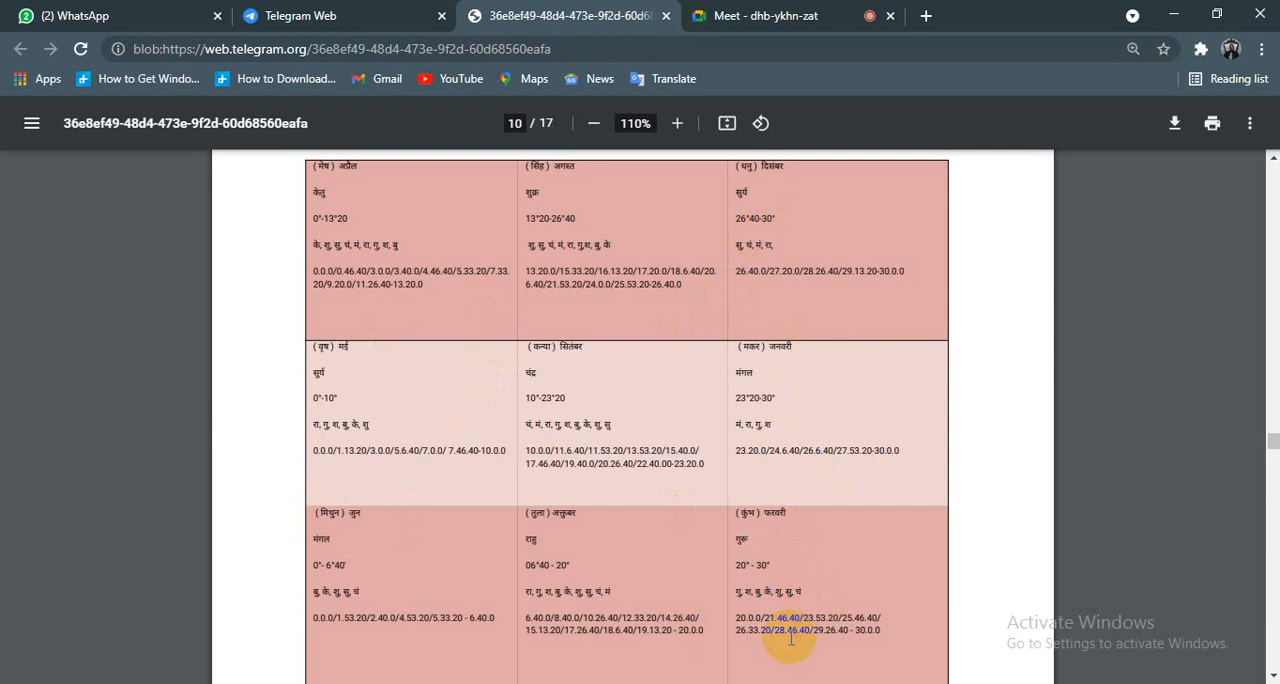 (2) WhatsApp
Telegram Web
36e8ef49-48d4-473e-9f2d-60d68
Meet - dhb-ykhn-zat
blob:https://web.telegram.org/36e8ef49-48d4-473e-9f2d-60d68560eafa
Apps
How to Get Windo...
How to Download...
Gmail
YouTube
Maps
News
Translate
Reading list
36e8ef49-48d4-473e-9f2d-60d68560eafa
10 / 17
110%
( मेष ) अप्रैल
केतु
0°-13°20
के, शु, सु, चं, मं, रा, गु, श, बु
0.0.0/0.46.40/3.0.0/3.40.0/4.46.40/5.33.20/7.33.
20/9.20.0/11.26.40-13.20.0
( सिंह ) अगस्त
शुक्र
13°20-26°40
शु, सु, चं, मं, रा, गु,श, बु, के
13.20.0/15.33.20/16.13.20/17.20.0/18.6.40/20.
6.40/21.53.20/24.0.0/25.53.20-26.40.0
( धनु ) दिसंबर
सुर्य
26°40-30°
सु, चं, मं, रा,
26.40.0/27.20.0/28.26.40/29.13.20-30.0.0
( वृष ) मई
सुर्य
0°-10°
रा, गु, श, बु, के, शु
0.0.0/1.13.20/3.0.0/5.6.40/7.0.0/ 7.46.40-10.0.0
( कन्या ) सितंबर
चंद्र
10°-23°20
चं, मं, रा, गु, श, बु, के, शु, सु
10.0.0/11.6.40/11.53.20/13.53.20/15.40.0/
17.46.40/19.40.0/20.26.40/22.40.00-23.20.0
( मकर ) जनवरी
मंगल
23°20-30°
मं, रा, गु, श
23.20.0/24.6.40/26.6.40/27.53.20-30.0.0
( मिथुन ) जुन
मंगल
0°- 6°40'
बु, के, शु, सु, चं
0.0.0/1.53.20/2.40.0/4.53.20/5.33.20 - 6.40.0
( तुला ) अक्तुबर
राहु
06°40 - 20°
रा, गु, श, बु, के, शु, सु, चं, मं
6.40.0/8.40.0/10.26.40/12.33.20/14.26.40/
15.13.20/17.26.40/18.6.40/19.13.20 - 20.0.0
( कुंभ ) फरवरी
गुरू
20° - 30°
गु, श, बु, के, शु, सु, चं
20.0.0/21.46.40/23.53.20/25.46.40/
26.33.20/28.46.40/29.26.40 - 30.0.0
Activate Windows
Go to Settings to activate Windows.